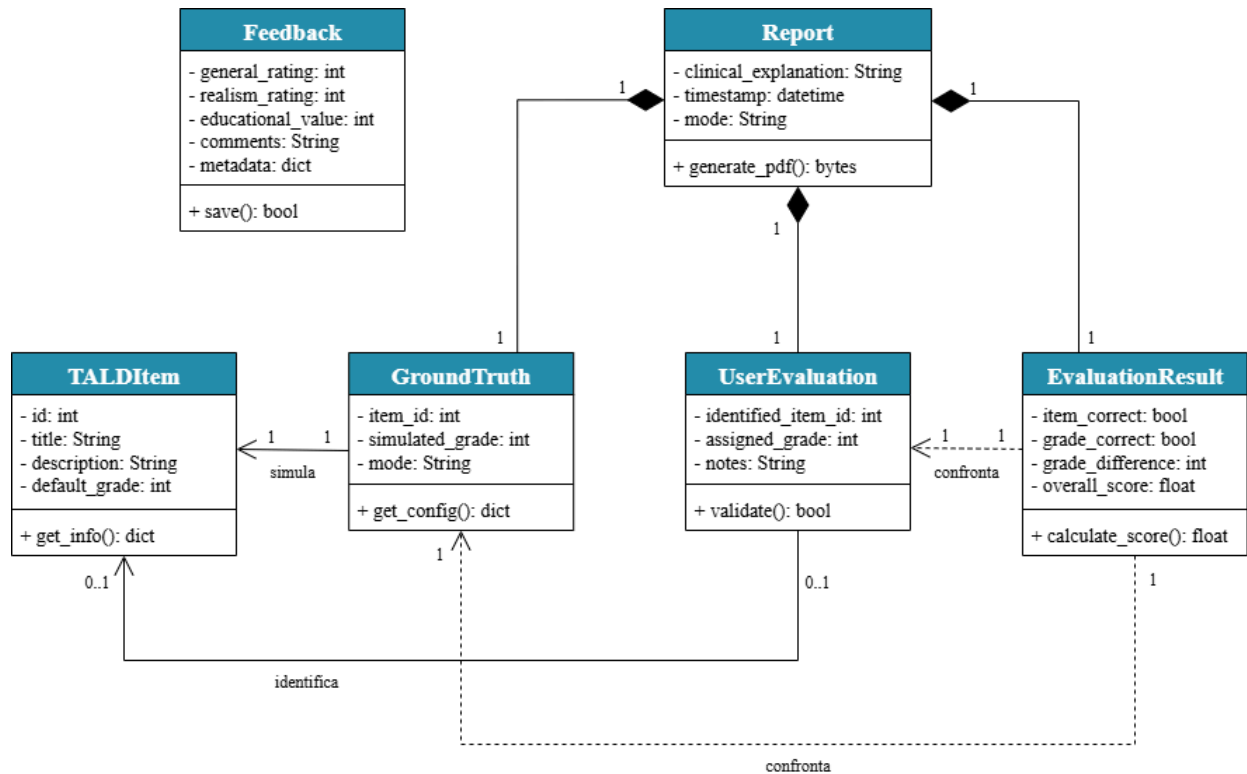 Feedback
- general_rating: int
- realism_rating: int
- educational_value: int
- comments: String
- metadata: dict
+ save(): bool
Report
- clinical_explanation: String
- timestamp: datetime
- mode: String
+ generate_pdf(): bytes
1
1
1
1
1
1
TALDItem
- id: int
- title: String
- description: String
- default_grade: int
+ get_info(): dict
1
1
simula
GroundTruth
- item_id: int
- simulated_grade: int
- mode: String
+ get_config(): dict
UserEvaluation
- identified_item_id: int
- assigned_grade: int
- notes: String
+ validate(): bool
1
1
confronta
EvaluationResult
- item_correct: bool
- grade_correct: bool
- grade_difference: int
- overall_score: float
+ calculate_score(): float
0..1
1
0..1
1
identifica
confronta